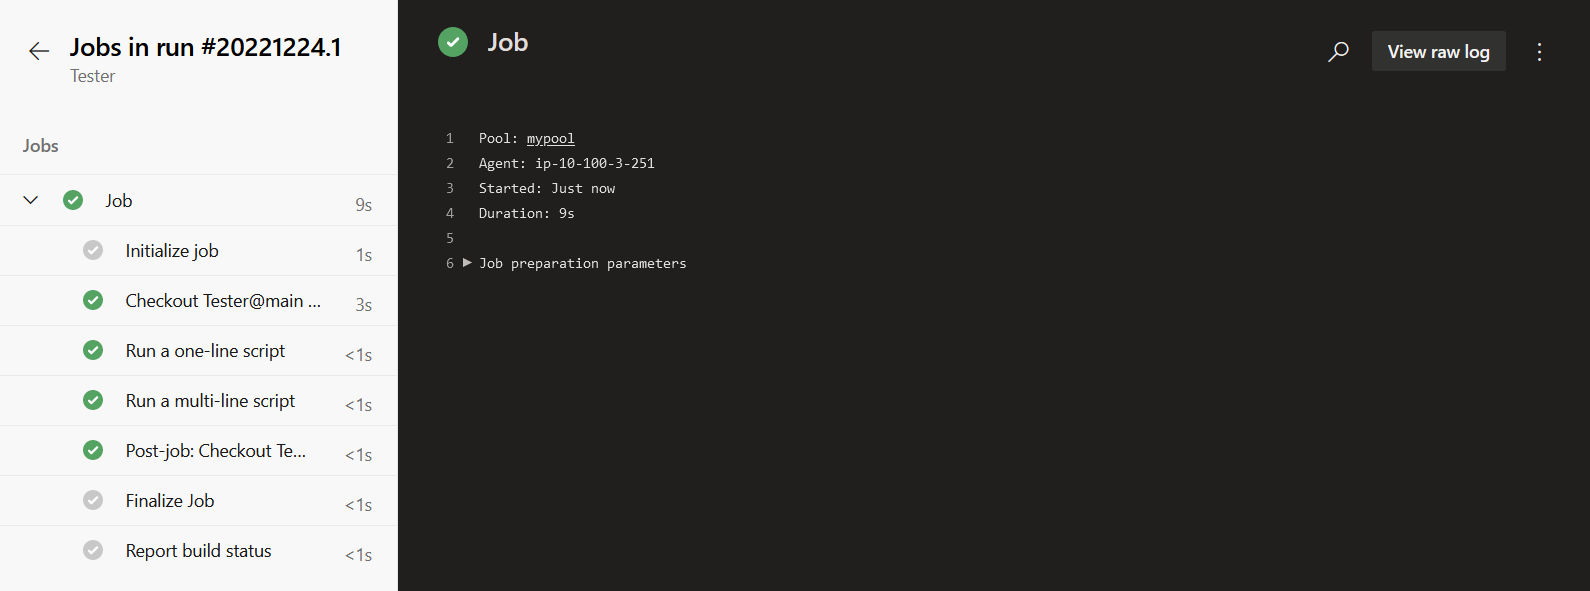 Jobs in run #20221224.1
Tester
Jobs
Job 9s
Initialize job 1s
Checkout Tester@main ... 3s
Run a one-line script <1s
Run a multi-line script <1s
Post-job: Checkout Te... <1s
Finalize Job <1s
Report build status <1s
Job
View raw log
1 Pool: mypool
2 Agent: ip-10-100-3-251
3 Started: Just now
4 Duration: 9s
5
6 Job preparation parameters